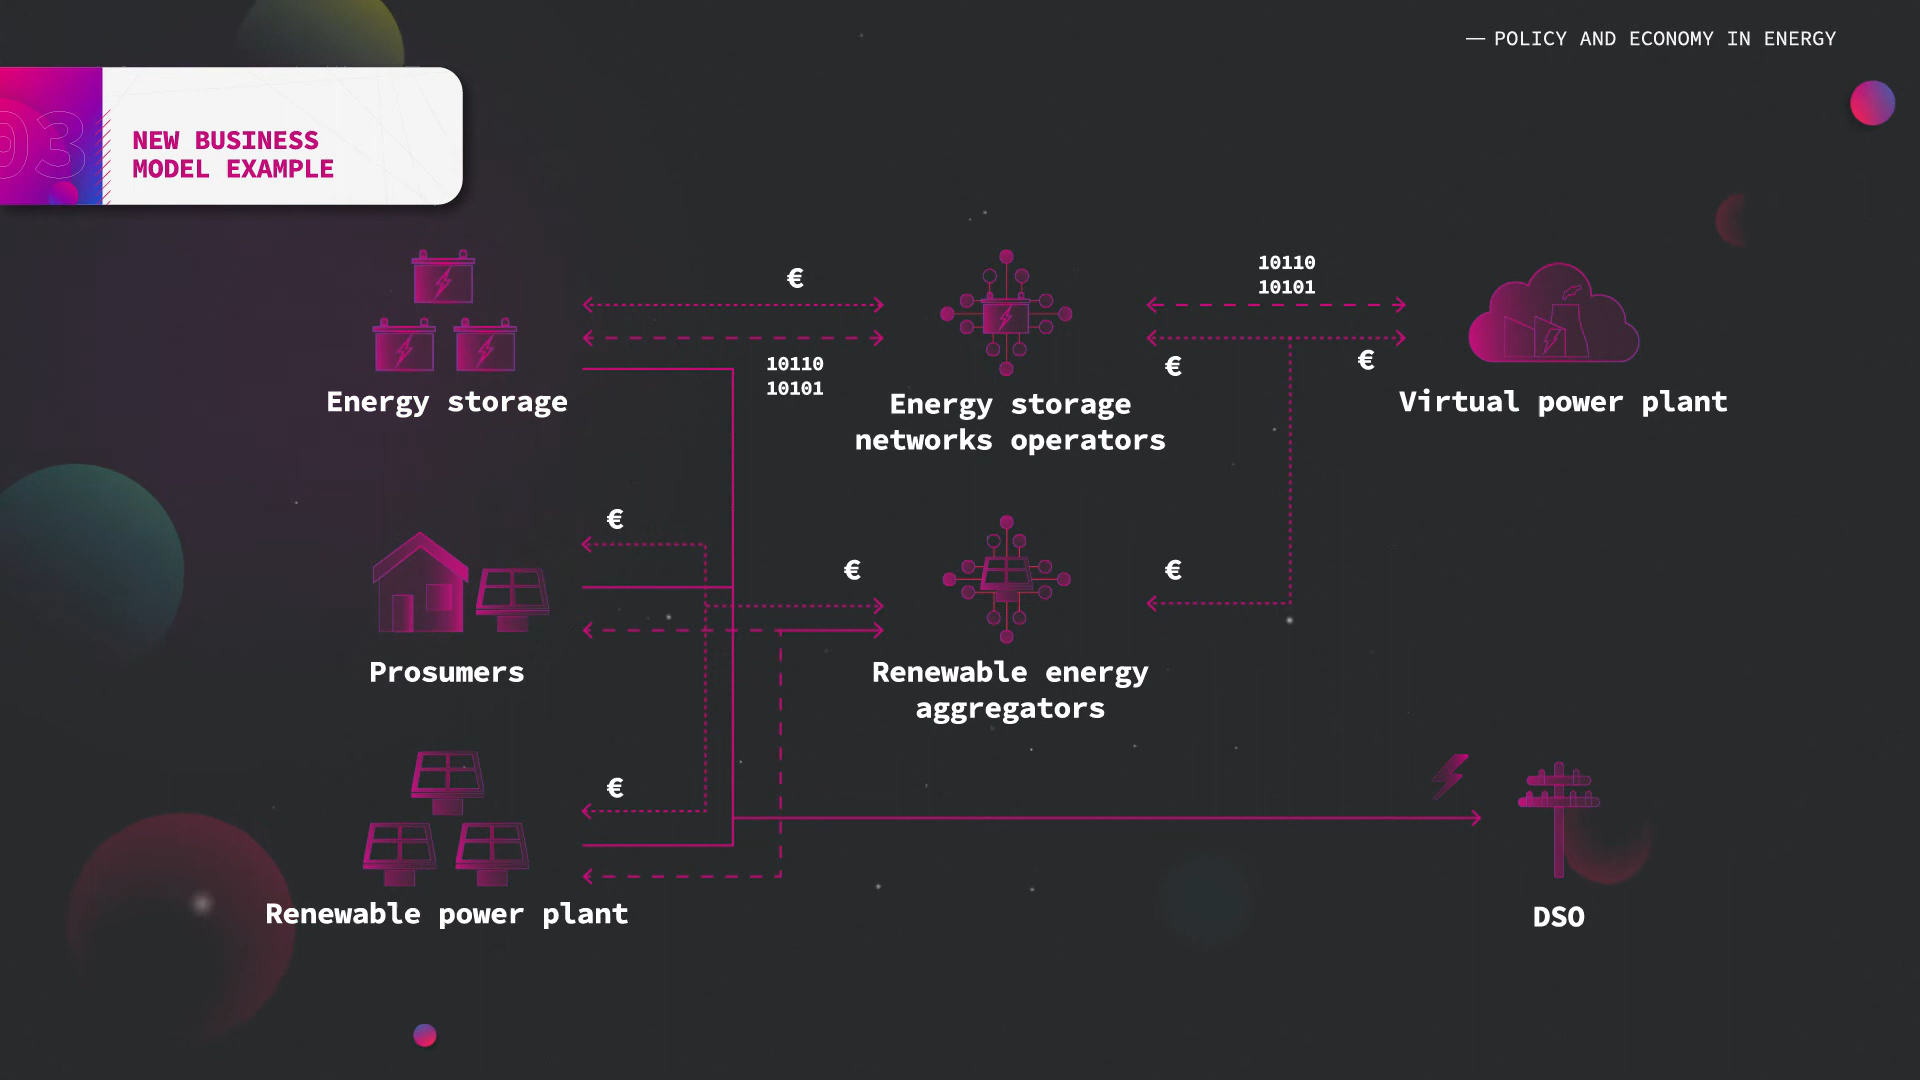 — POLICY AND ECONOMY IN ENERGY
03
NEW BUSINESS
MODEL EXAMPLE
€
10110
10101
10110
10101
€
€
Energy storage
Energy storage
networks operators
Virtual power plant
€
€
€
Prosumers
Renewable energy
aggregators
€
Renewable power plant
DSO